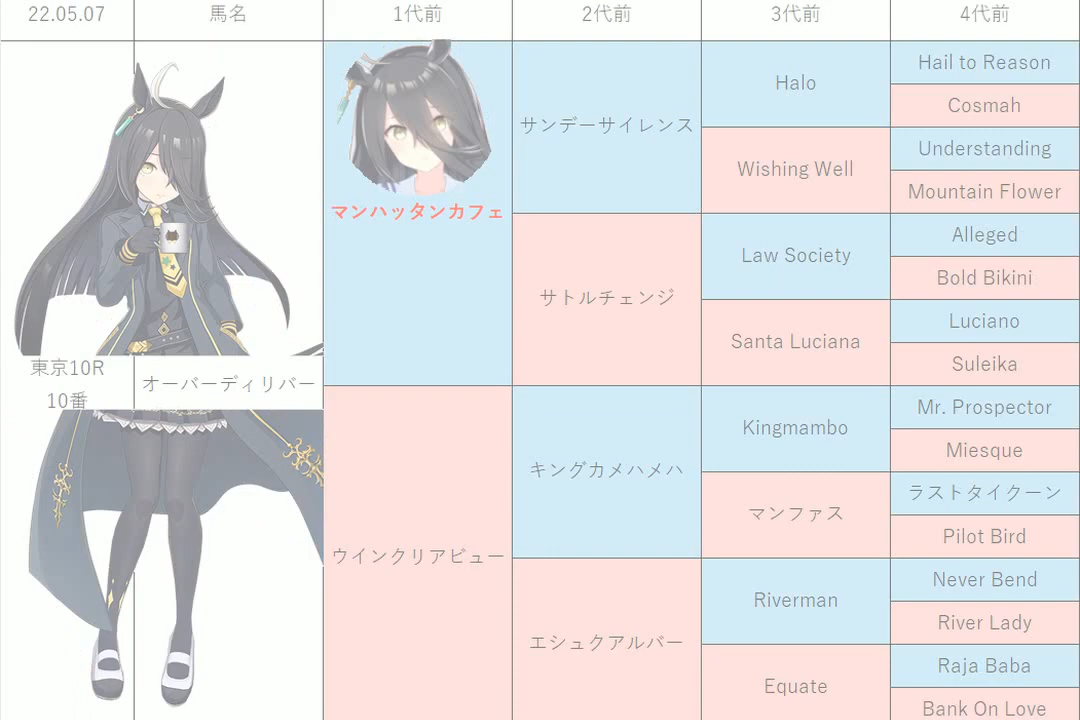 22.05.07
馬名
1代前
2代前
3代前
4代前
東京10R
10番
オーバーディリバー
マンハッタンカフェ
サンデーサイレンス
Halo
Hail to Reason
Cosmah
Wishing Well
Understanding
Mountain Flower
サトルチェンジ
Law Society
Alleged
Bold Bikini
Santa Luciana
Luciano
Suleika
ウインクリアビュー
キングカメハメハ
Kingmambo
Mr. Prospector
Miesque
マンファス
ラストタイクーン
Pilot Bird
エシュクアルバー
Riverman
Never Bend
River Lady
Equate
Raja Baba
Bank On Love